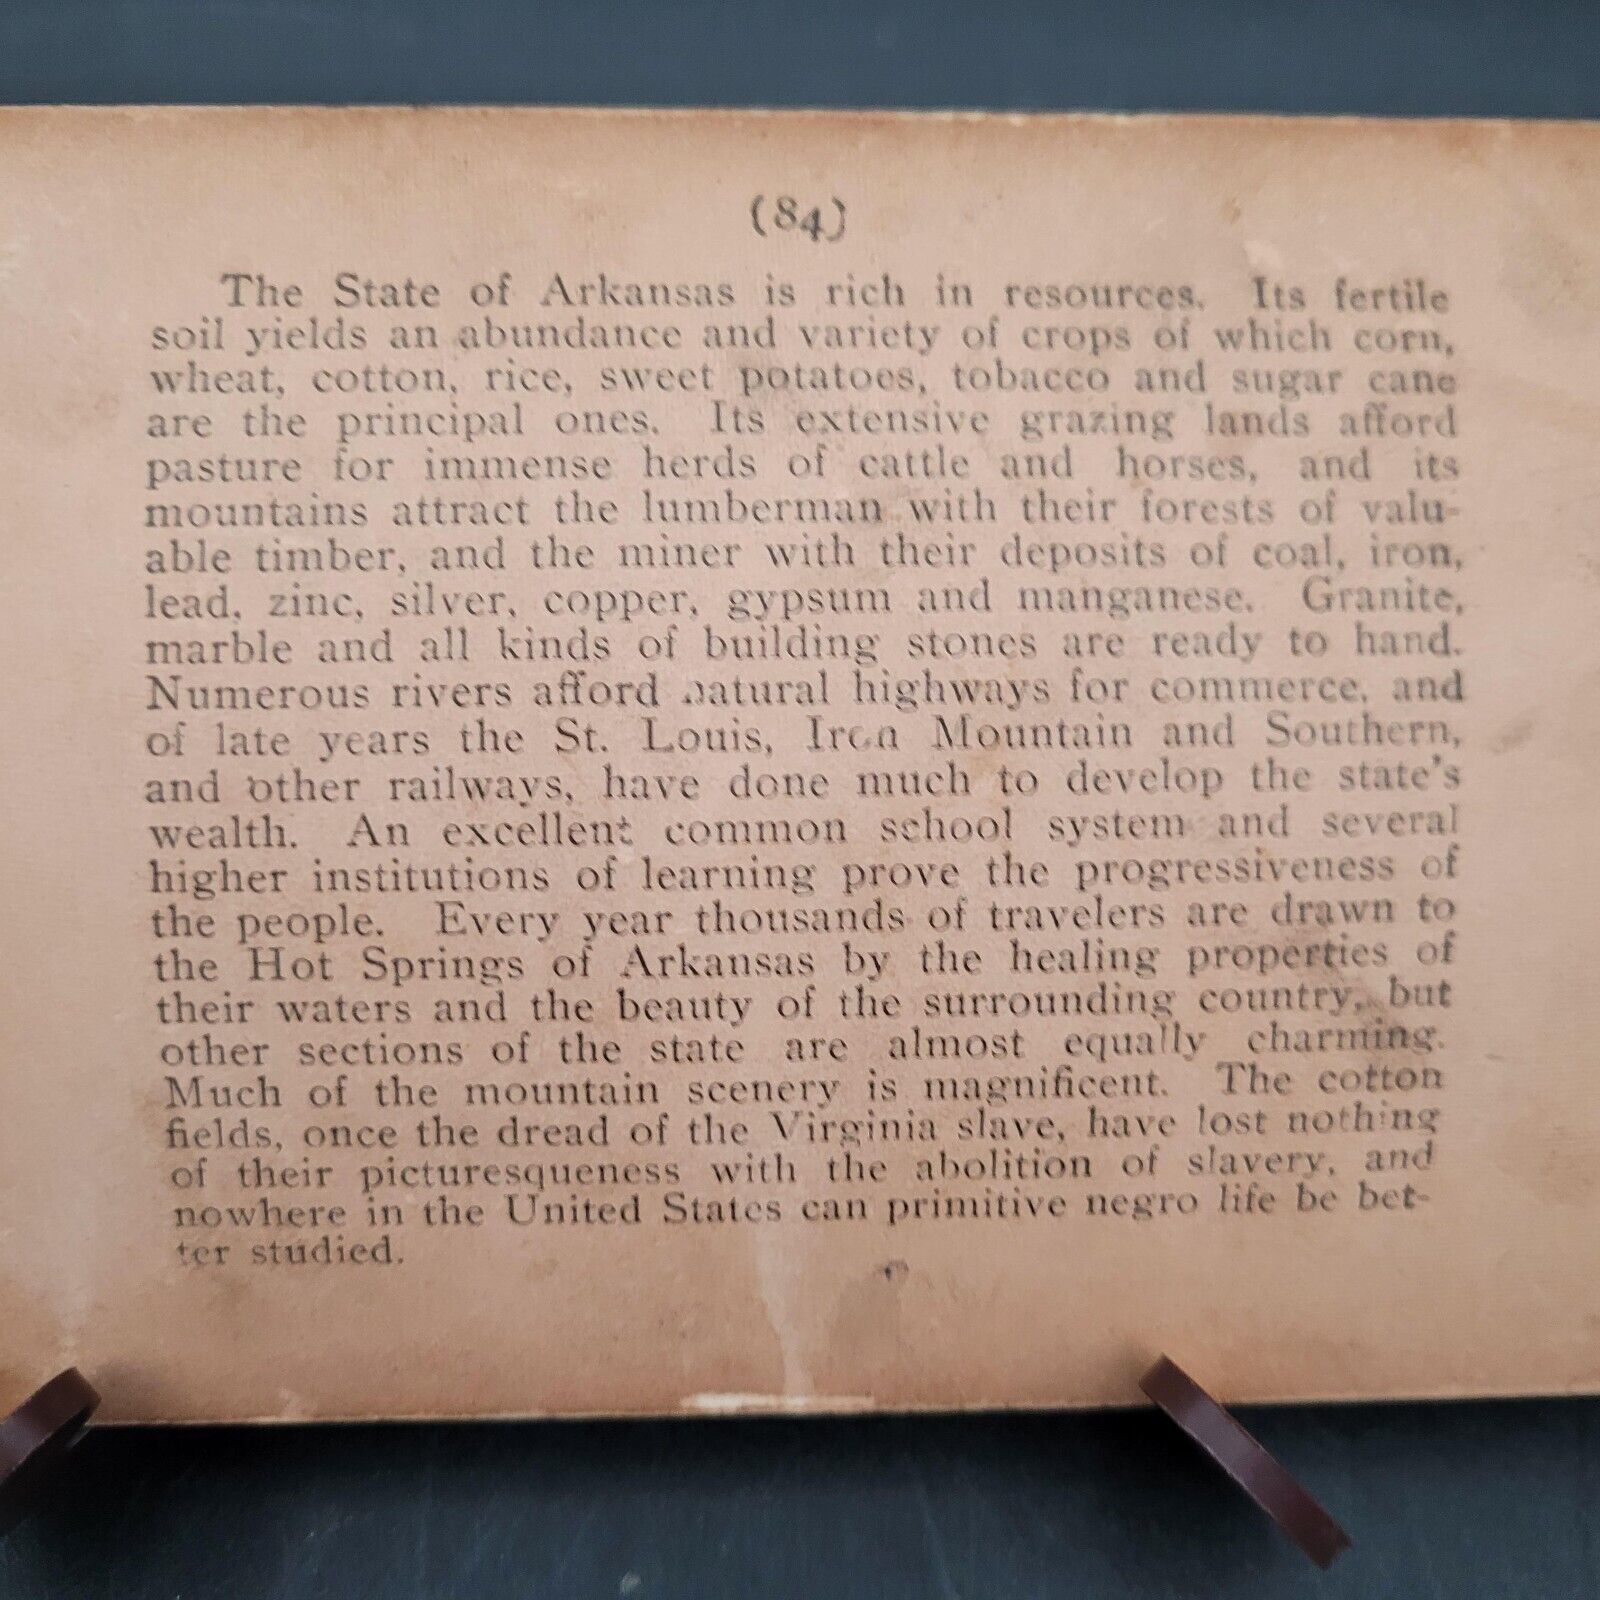 (84)
The State of Arkansas is rich in resources. Its fertile
soil yields an abundance and variety of crops of which corn,
wheat, cotton, rice, sweet potatoes, tobacco and sugar cane
are the principal ones. Its extensive grazing lands afford
pasture for immense herds of cattle and horses, and its
mountains attract the lumberman with their forests of valu-
able timber, and the miner with their deposits of coal, iron,
lead, zinc, silver, copper, gypsum and manganese. Granite,
marble and all kinds of building stones are ready to hand.
Numerous rivers afford natural highways for commerce, and
of late years the St. Louis, Iron Mountain and Southern,
and other railways, have done much to develop the state's
wealth. An excellent common school system and several
higher institutions of learning prove the progressiveness of
the people. Every year thousands of travelers are drawn to
the Hot Springs of Arkansas by the healing properties of
their waters and the beauty of the surrounding country, but
other sections of the state are almost equally charming.
Much of the mountain scenery is magnificent. The cotton
fields, once the dread of the Virginia slave, have lost nothing
of their picturesqueness with the abolition of slavery, and
nowhere in the United States can primitive negro life be bet-
ter studied.